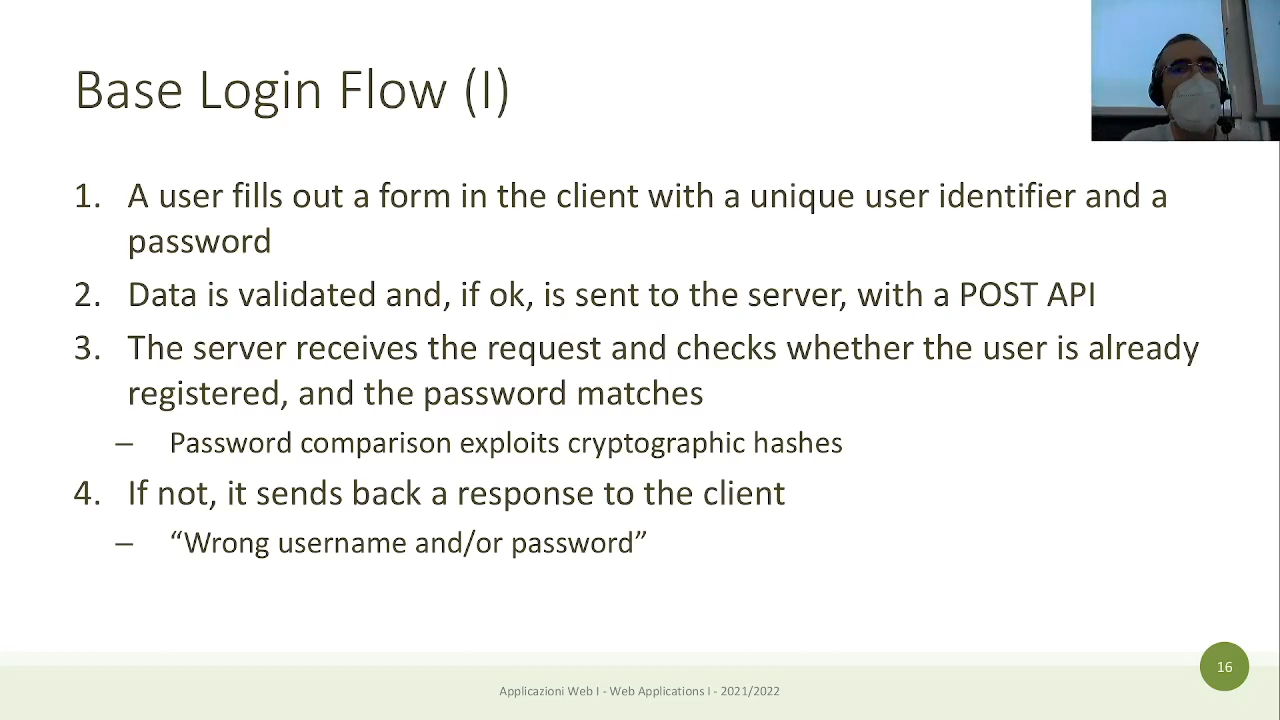 Base Login Flow (I)
1. A user fills out a form in the client with a unique user identifier and a
password
2. Data is validated and, if ok, is sent to the server, with a POST API
3. The server receives the request and checks whether the user is already
registered, and the password matches
– Password comparison exploits cryptographic hashes
4. If not, it sends back a response to the client
– “Wrong username and/or password”
16
Applicazioni Web I - Web Applications I - 2021/2022